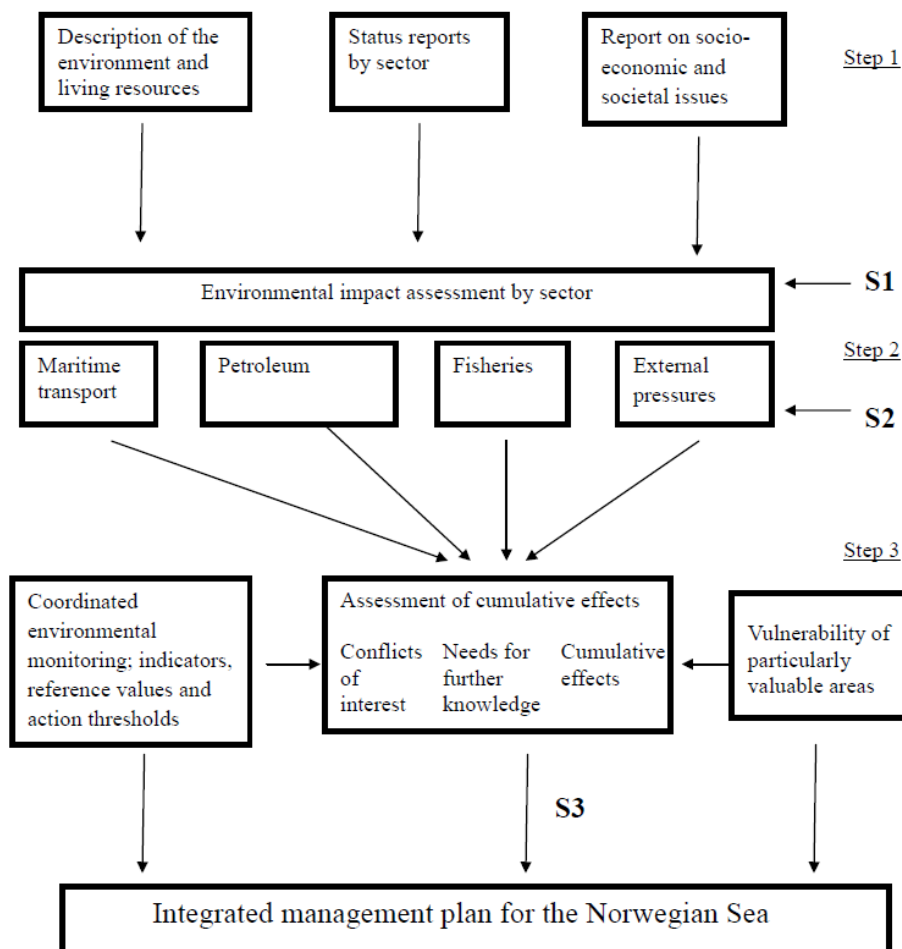 Description of the
environment and
living resources
Status reports
by sector
Report on socio-
economic and
societal issues
Step 1
Environmental impact assessment by sector
S1
Maritime
transport
Petroleum
Fisheries
External
pressures
Step 2
S2
Step 3
Coordinated
environmental
monitoring; indicators,
reference values and
action thresholds
Assessment of cumulative effects
Conflicts
of
interest
Needs for
further
knowledge
Cumulative
effects
Vulnerability of
particularly
valuable areas
S3
Integrated management plan for the Norwegian Sea